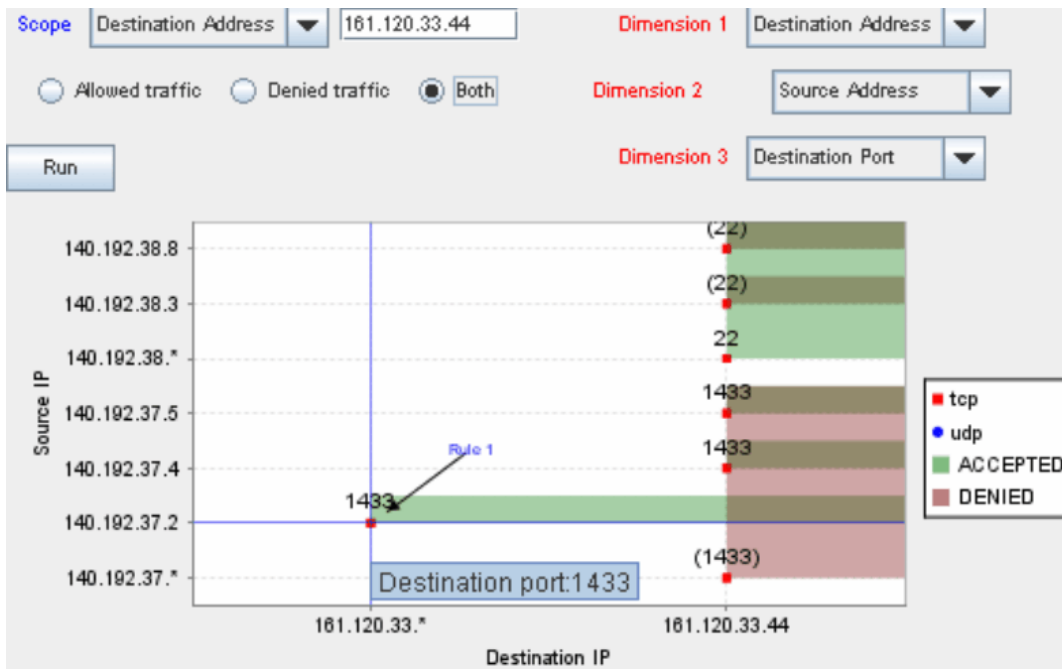 Scope Destination Address 161.120.33.44 Dimension 1 Destination Address
Allowed traffic Denied traffic Both Dimension 2 Source Address
Run Dimension 3 Destination Port
(22)
140.192.38.8
(22)
140.192.38.3
22
140.192.38.*
1433
140.192.37.5
1433
Rule 1
140.192.37.4
1433
140.192.37.2
(1433)
140.192.37.*
Destination port:1433
Source IP
161.120.33.* 161.120.33.44
Destination IP
tcp
udp
ACCEPTED
DENIED